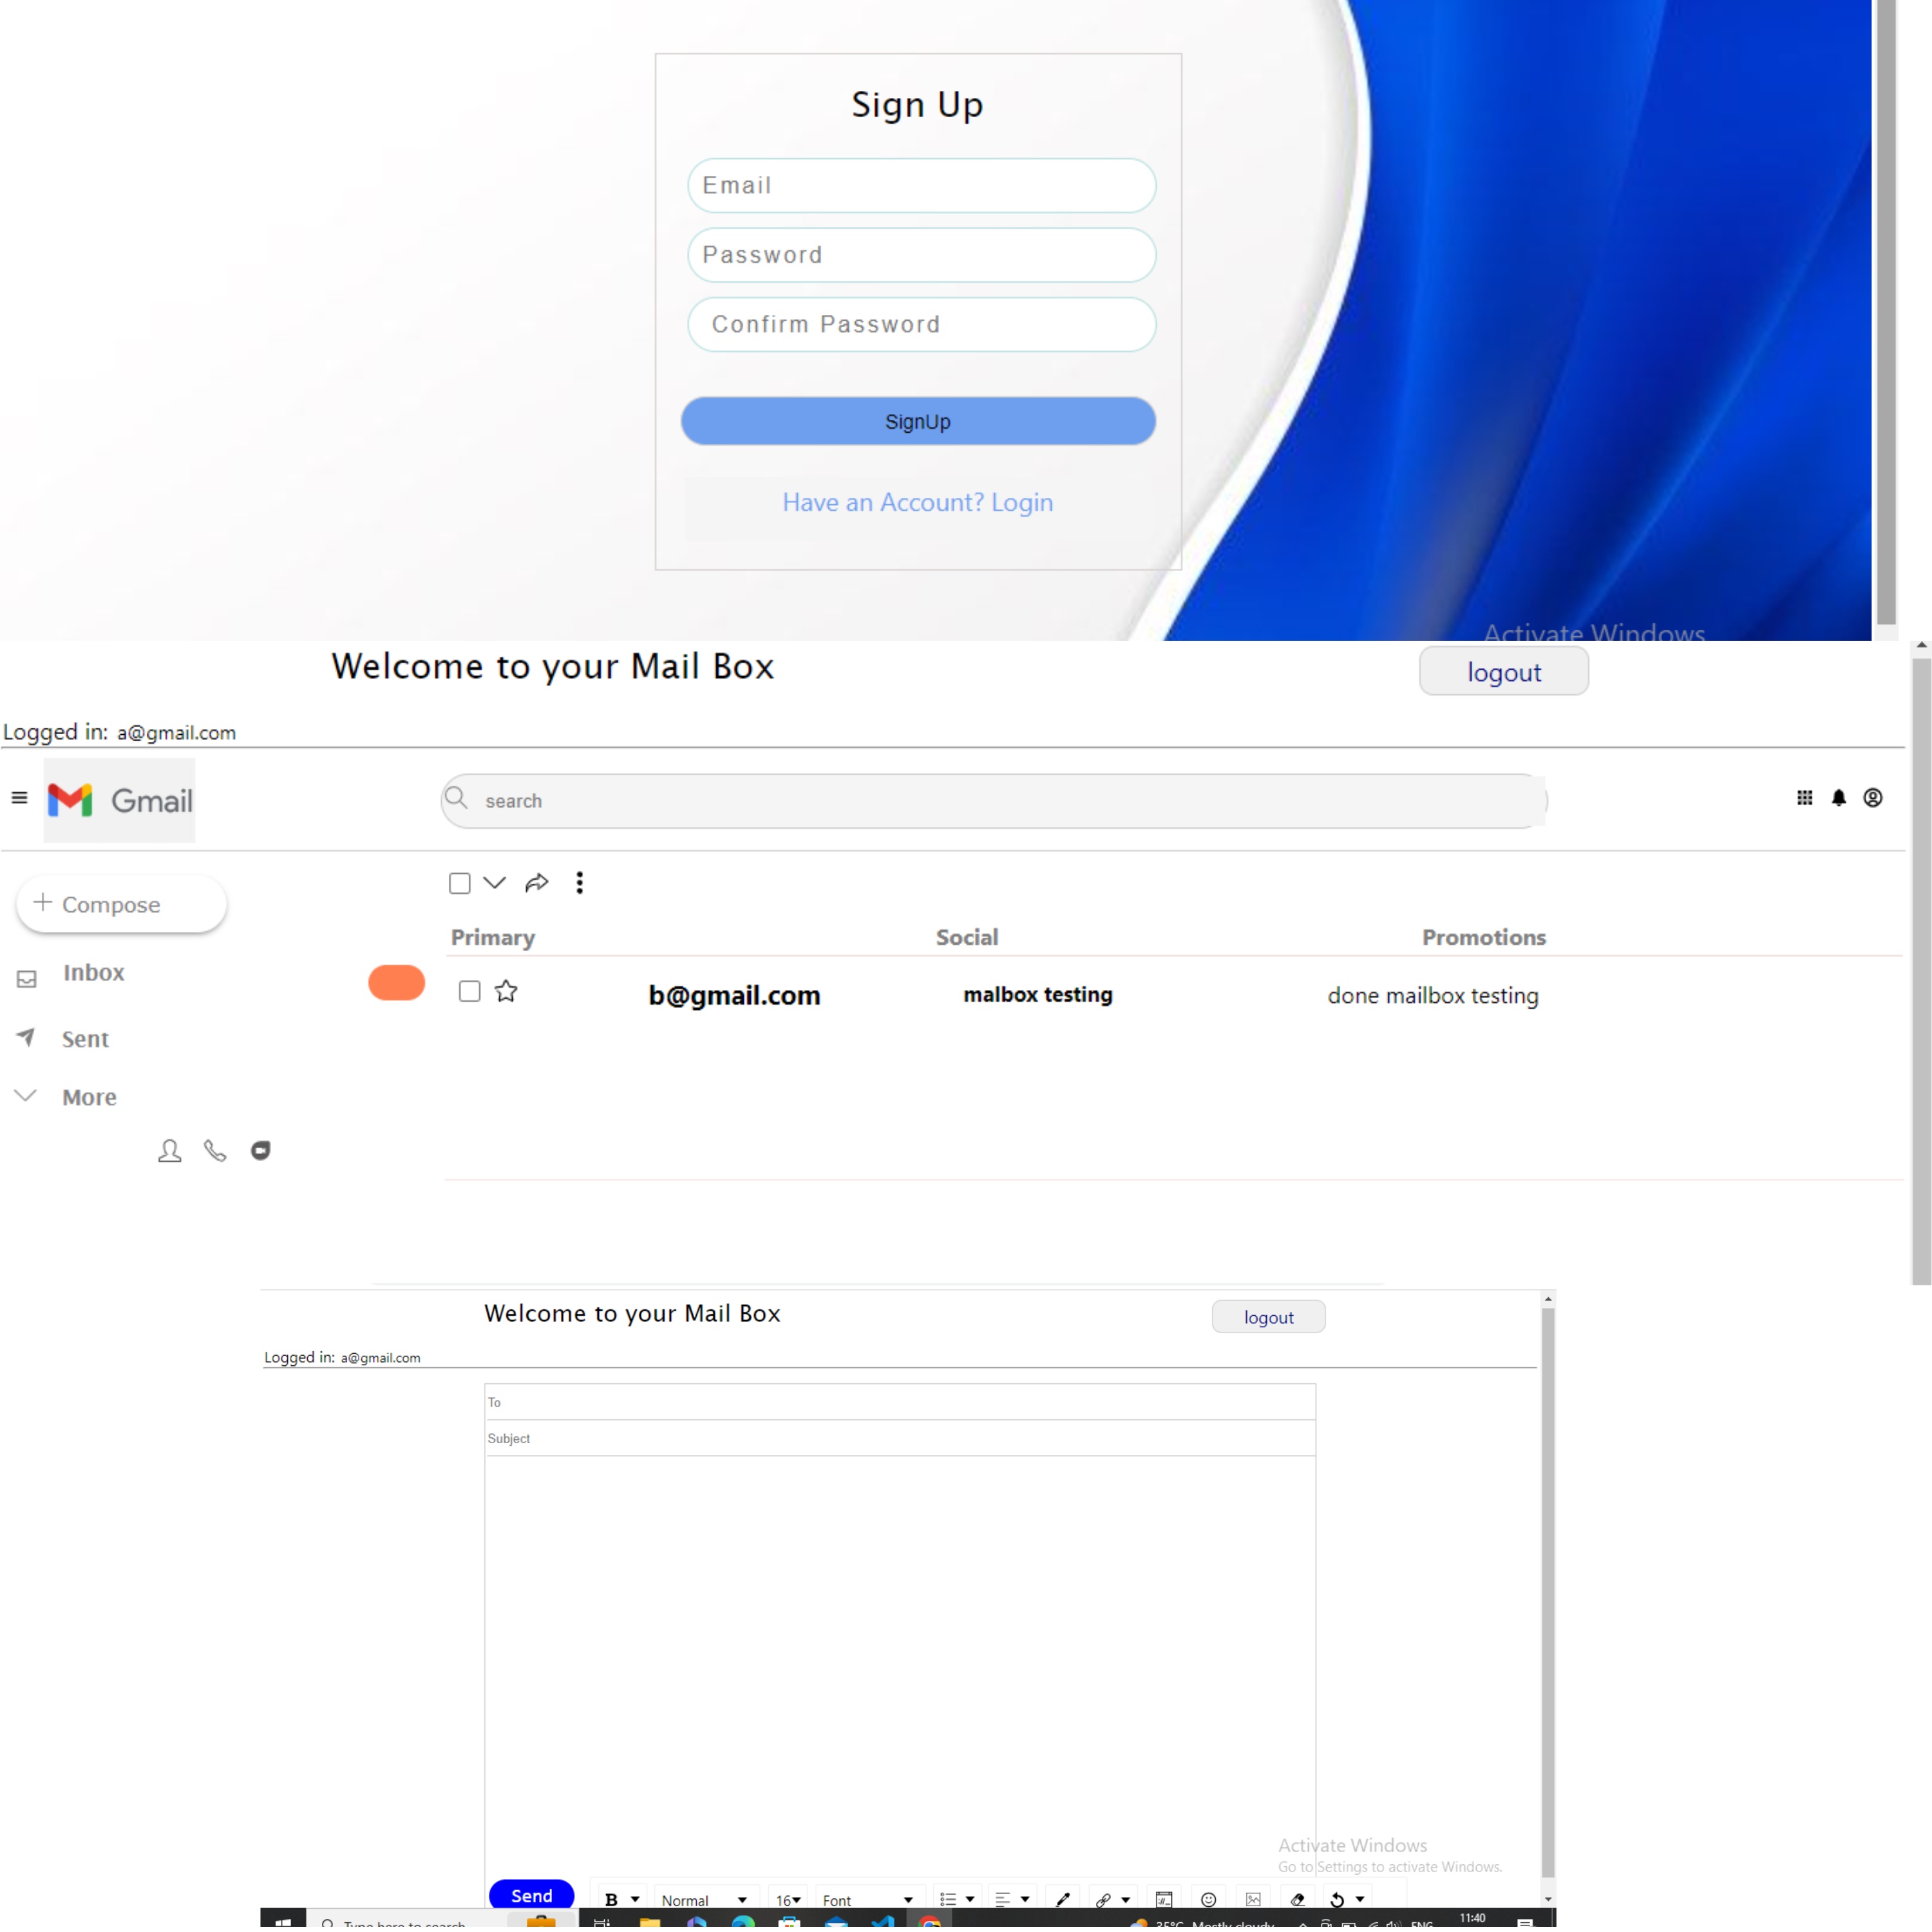 Sign Up
Email
Password
Confirm Password
SignUp
Have an Account? Login
Activate Windows
Welcome to your Mail Box
logout
Logged in: a@gmail.com
Gmail
search
+ Compose
Primary Social Promotions
Inbox
b@gmail.com malbox testing done mailbox testing
Sent
More
Welcome to your Mail Box
logout
Logged in: a@gmail.com
To
Subject
Activate Windows
Go to Settings to activate Windows.
Send B Normal 16 Font
Type here to search 35°C Mostly cloudy ENG 11:40